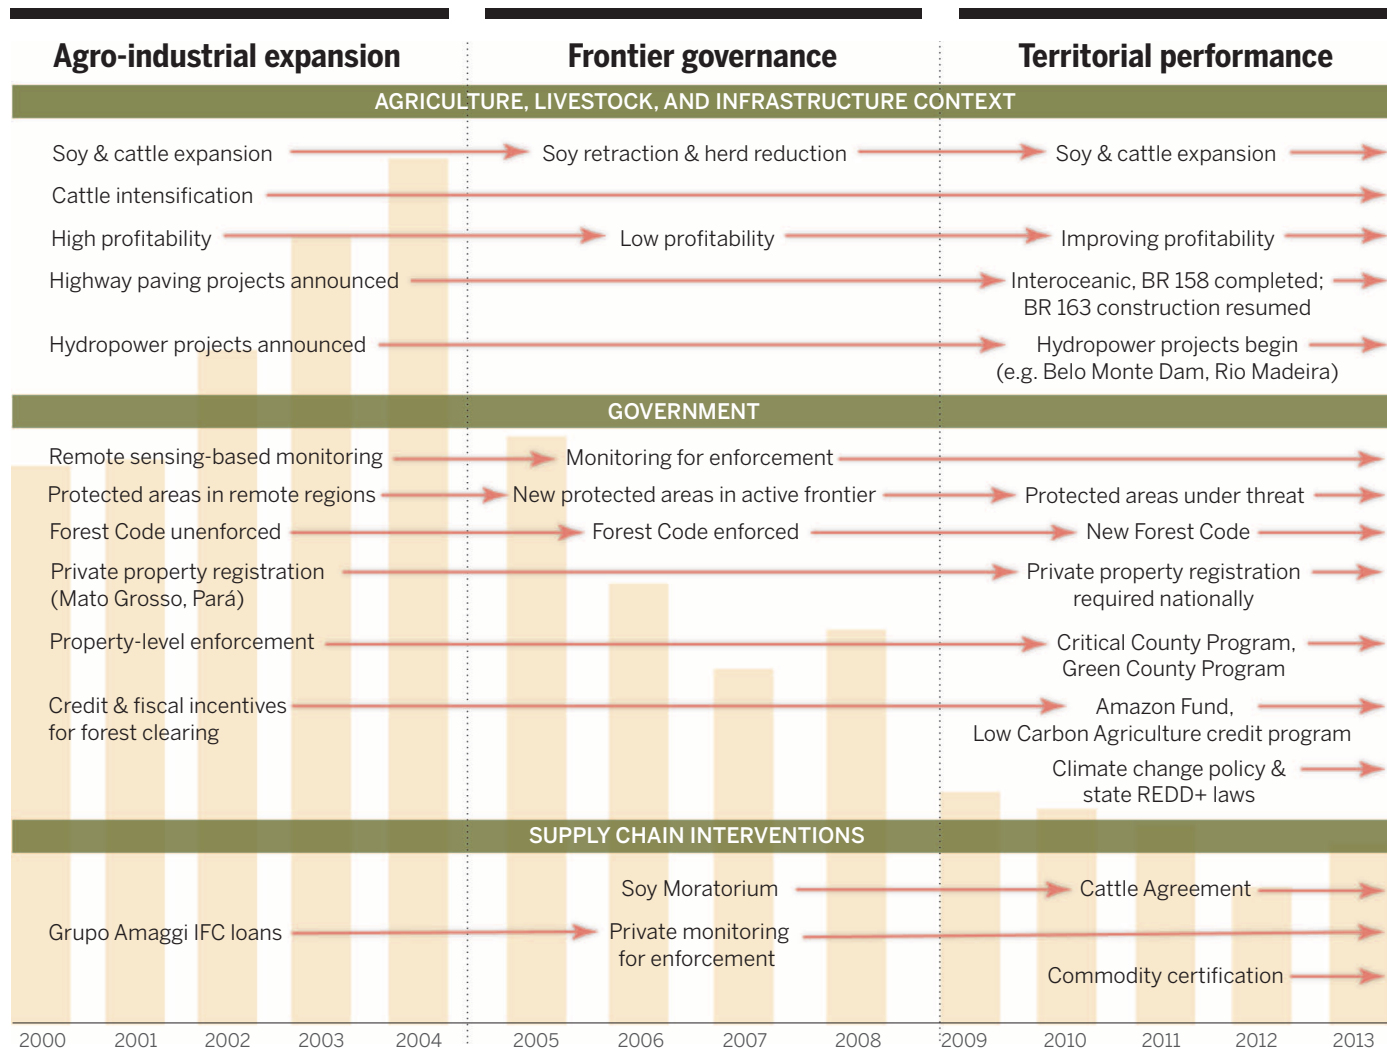 Agro-industrial expansion
Frontier governance
Territorial performance
AGRICULTURE, LIVESTOCK, AND INFRASTRUCTURE CONTEXT
Soy & cattle expansion
Soy retraction & herd reduction
Soy & cattle expansion
Cattle intensification
High profitability
Low profitability
Improving profitability
Highway paving projects announced
Interoceanic, BR 158 completed;
BR 163 construction resumed
Hydropower projects announced
Hydropower projects begin
(e.g. Belo Monte Dam, Rio Madeira)
GOVERNMENT
Remote sensing-based monitoring
Monitoring for enforcement
Protected areas in remote regions
New protected areas in active frontier
Protected areas under threat
Forest Code unenforced
Forest Code enforced
New Forest Code
Private property registration
(Mato Grosso, Pará)
Private property registration
required nationally
Property-level enforcement
Critical County Program,
Green County Program
Credit & fiscal incentives
for forest clearing
Amazon Fund,
Low Carbon Agriculture credit program
Climate change policy &
state REDD+ laws
SUPPLY CHAIN INTERVENTIONS
Soy Moratorium
Cattle Agreement
Grupo Amaggi IFC loans
Private monitoring
for enforcement
Commodity certification
2000 2001 2002 2003 2004 2005 2006 2007 2008 2009 2010 2011 2012 2013